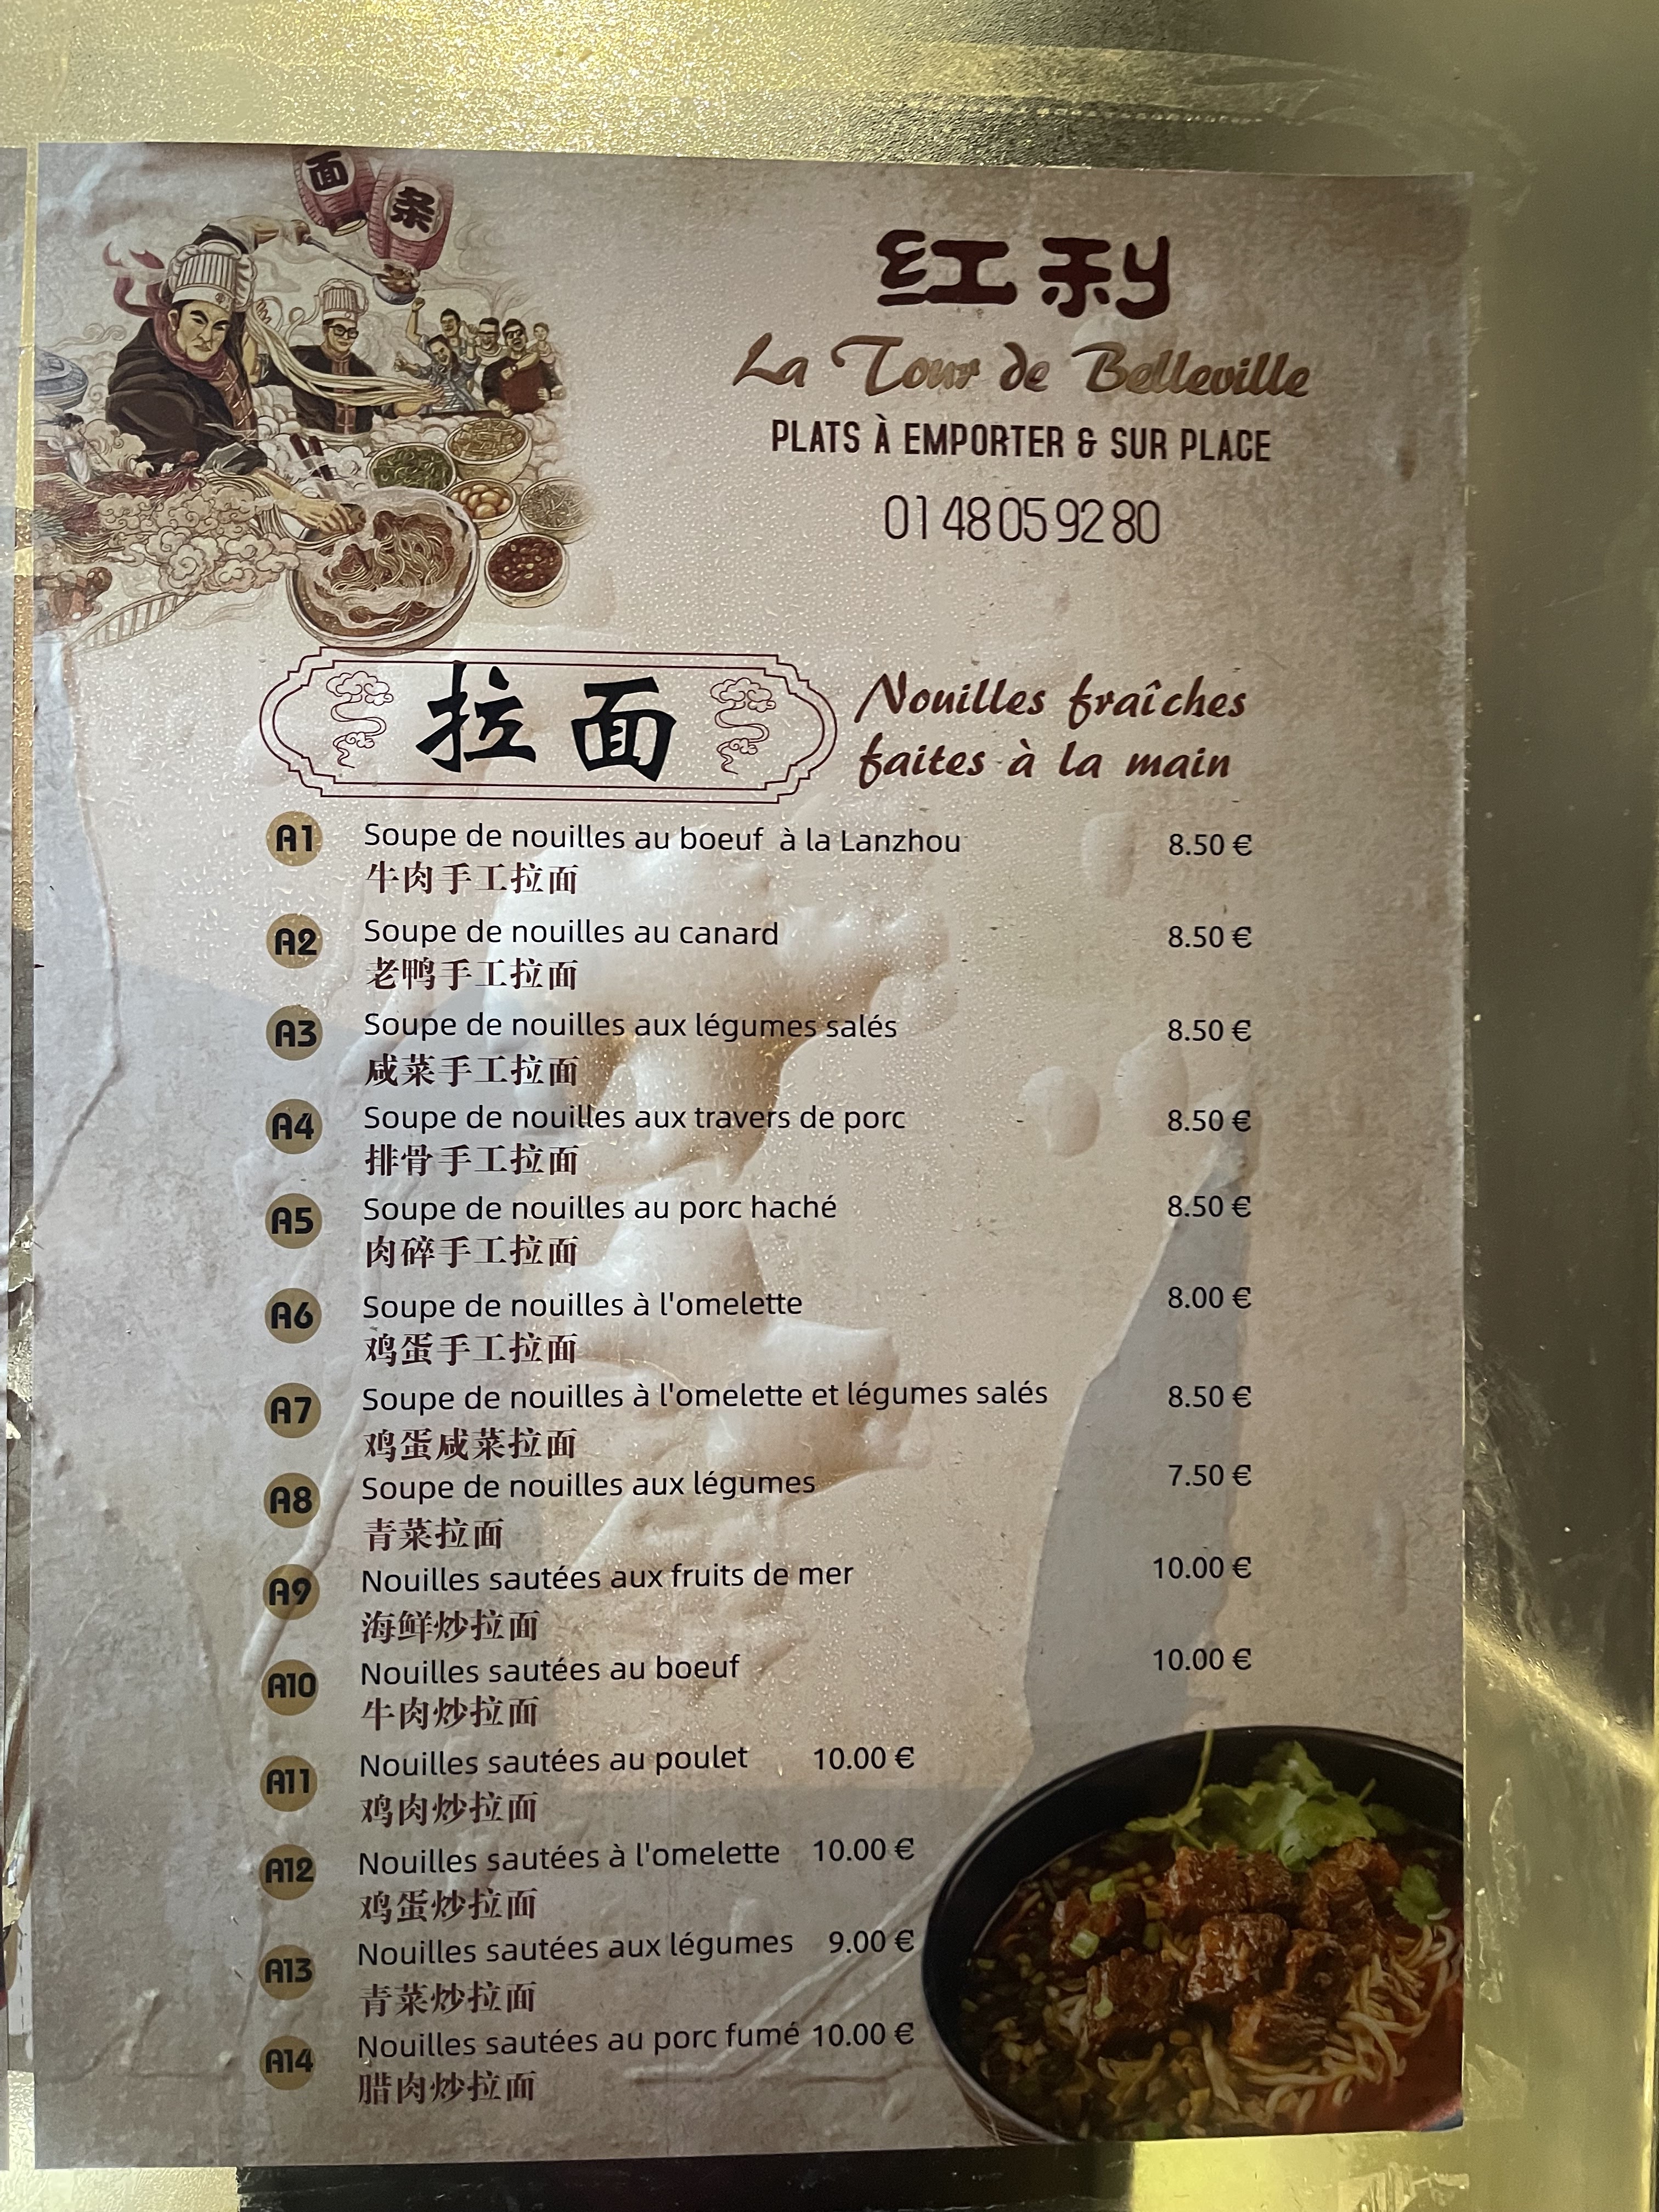 面
条
红利
La Tour de Belleville
PLATS À EMPORTER & SUR PLACE
01 48 05 92 80
拉面
Nouilles fraîches
faites à la main
A1 Soupe de nouilles au boeuf à la Lanzhou 8.50 €
牛肉手工拉面
A2 Soupe de nouilles au canard 8.50 €
老鸭手工拉面
A3 Soupe de nouilles aux légumes salés 8.50 €
咸菜手工拉面
A4 Soupe de nouilles aux travers de porc 8.50 €
排骨手工拉面
A5 Soupe de nouilles au porc haché 8.50 €
肉碎手工拉面
A6 Soupe de nouilles à l'omelette 8.00 €
鸡蛋手工拉面
A7 Soupe de nouilles à l'omelette et légumes salés 8.50 €
鸡蛋咸菜拉面
A8 Soupe de nouilles aux légumes 7.50 €
青菜拉面
A9 Nouilles sautées aux fruits de mer 10.00 €
海鲜炒拉面
A10 Nouilles sautées au boeuf 10.00 €
牛肉炒拉面
A11 Nouilles sautées au poulet 10.00 €
鸡肉炒拉面
A12 Nouilles sautées à l'omelette 10.00 €
鸡蛋炒拉面
A13 Nouilles sautées aux légumes 9.00 €
青菜炒拉面
A14 Nouilles sautées au porc fumé 10.00 €
腊肉炒拉面